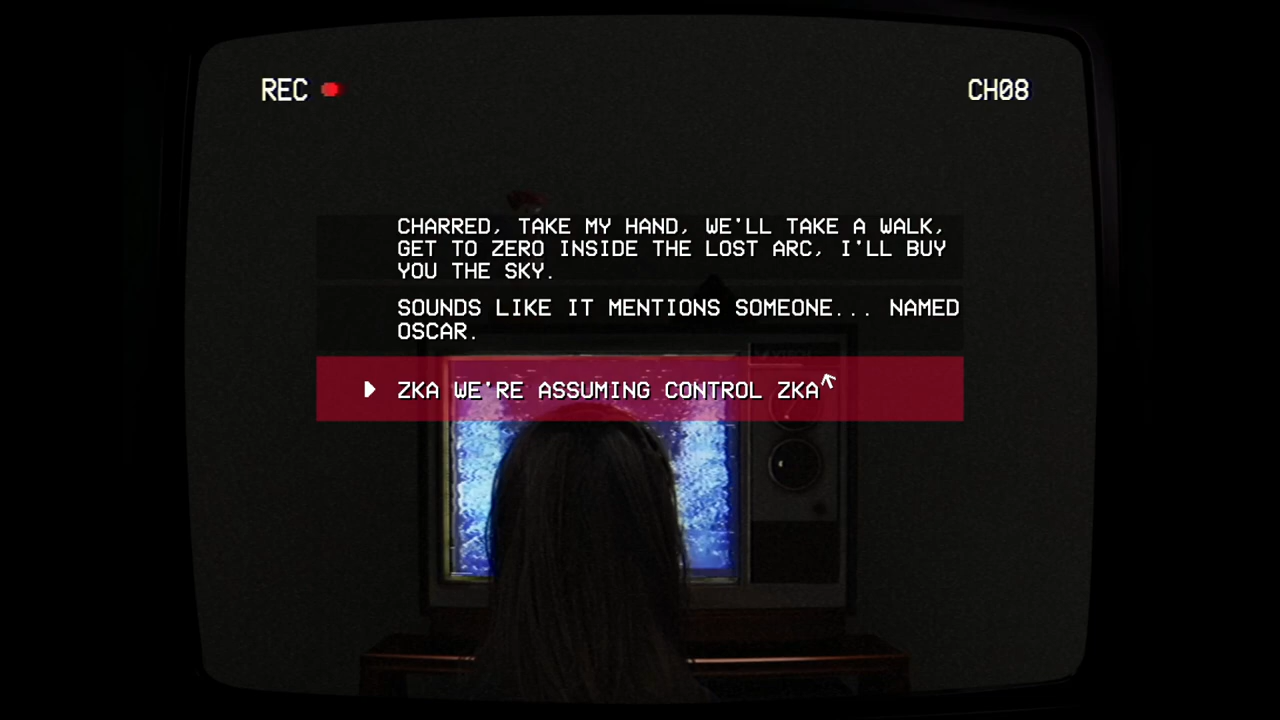 REC
CH08
CHARRED, TAKE MY HAND, WE'LL TAKE A WALK,
GET TO ZERO INSIDE THE LOST ARC, I'LL BUY
YOU THE SKY.
SOUNDS LIKE IT MENTIONS SOMEONE... NAMED
OSCAR.
ZKA WE'RE ASSUMING CONTROL ZKA